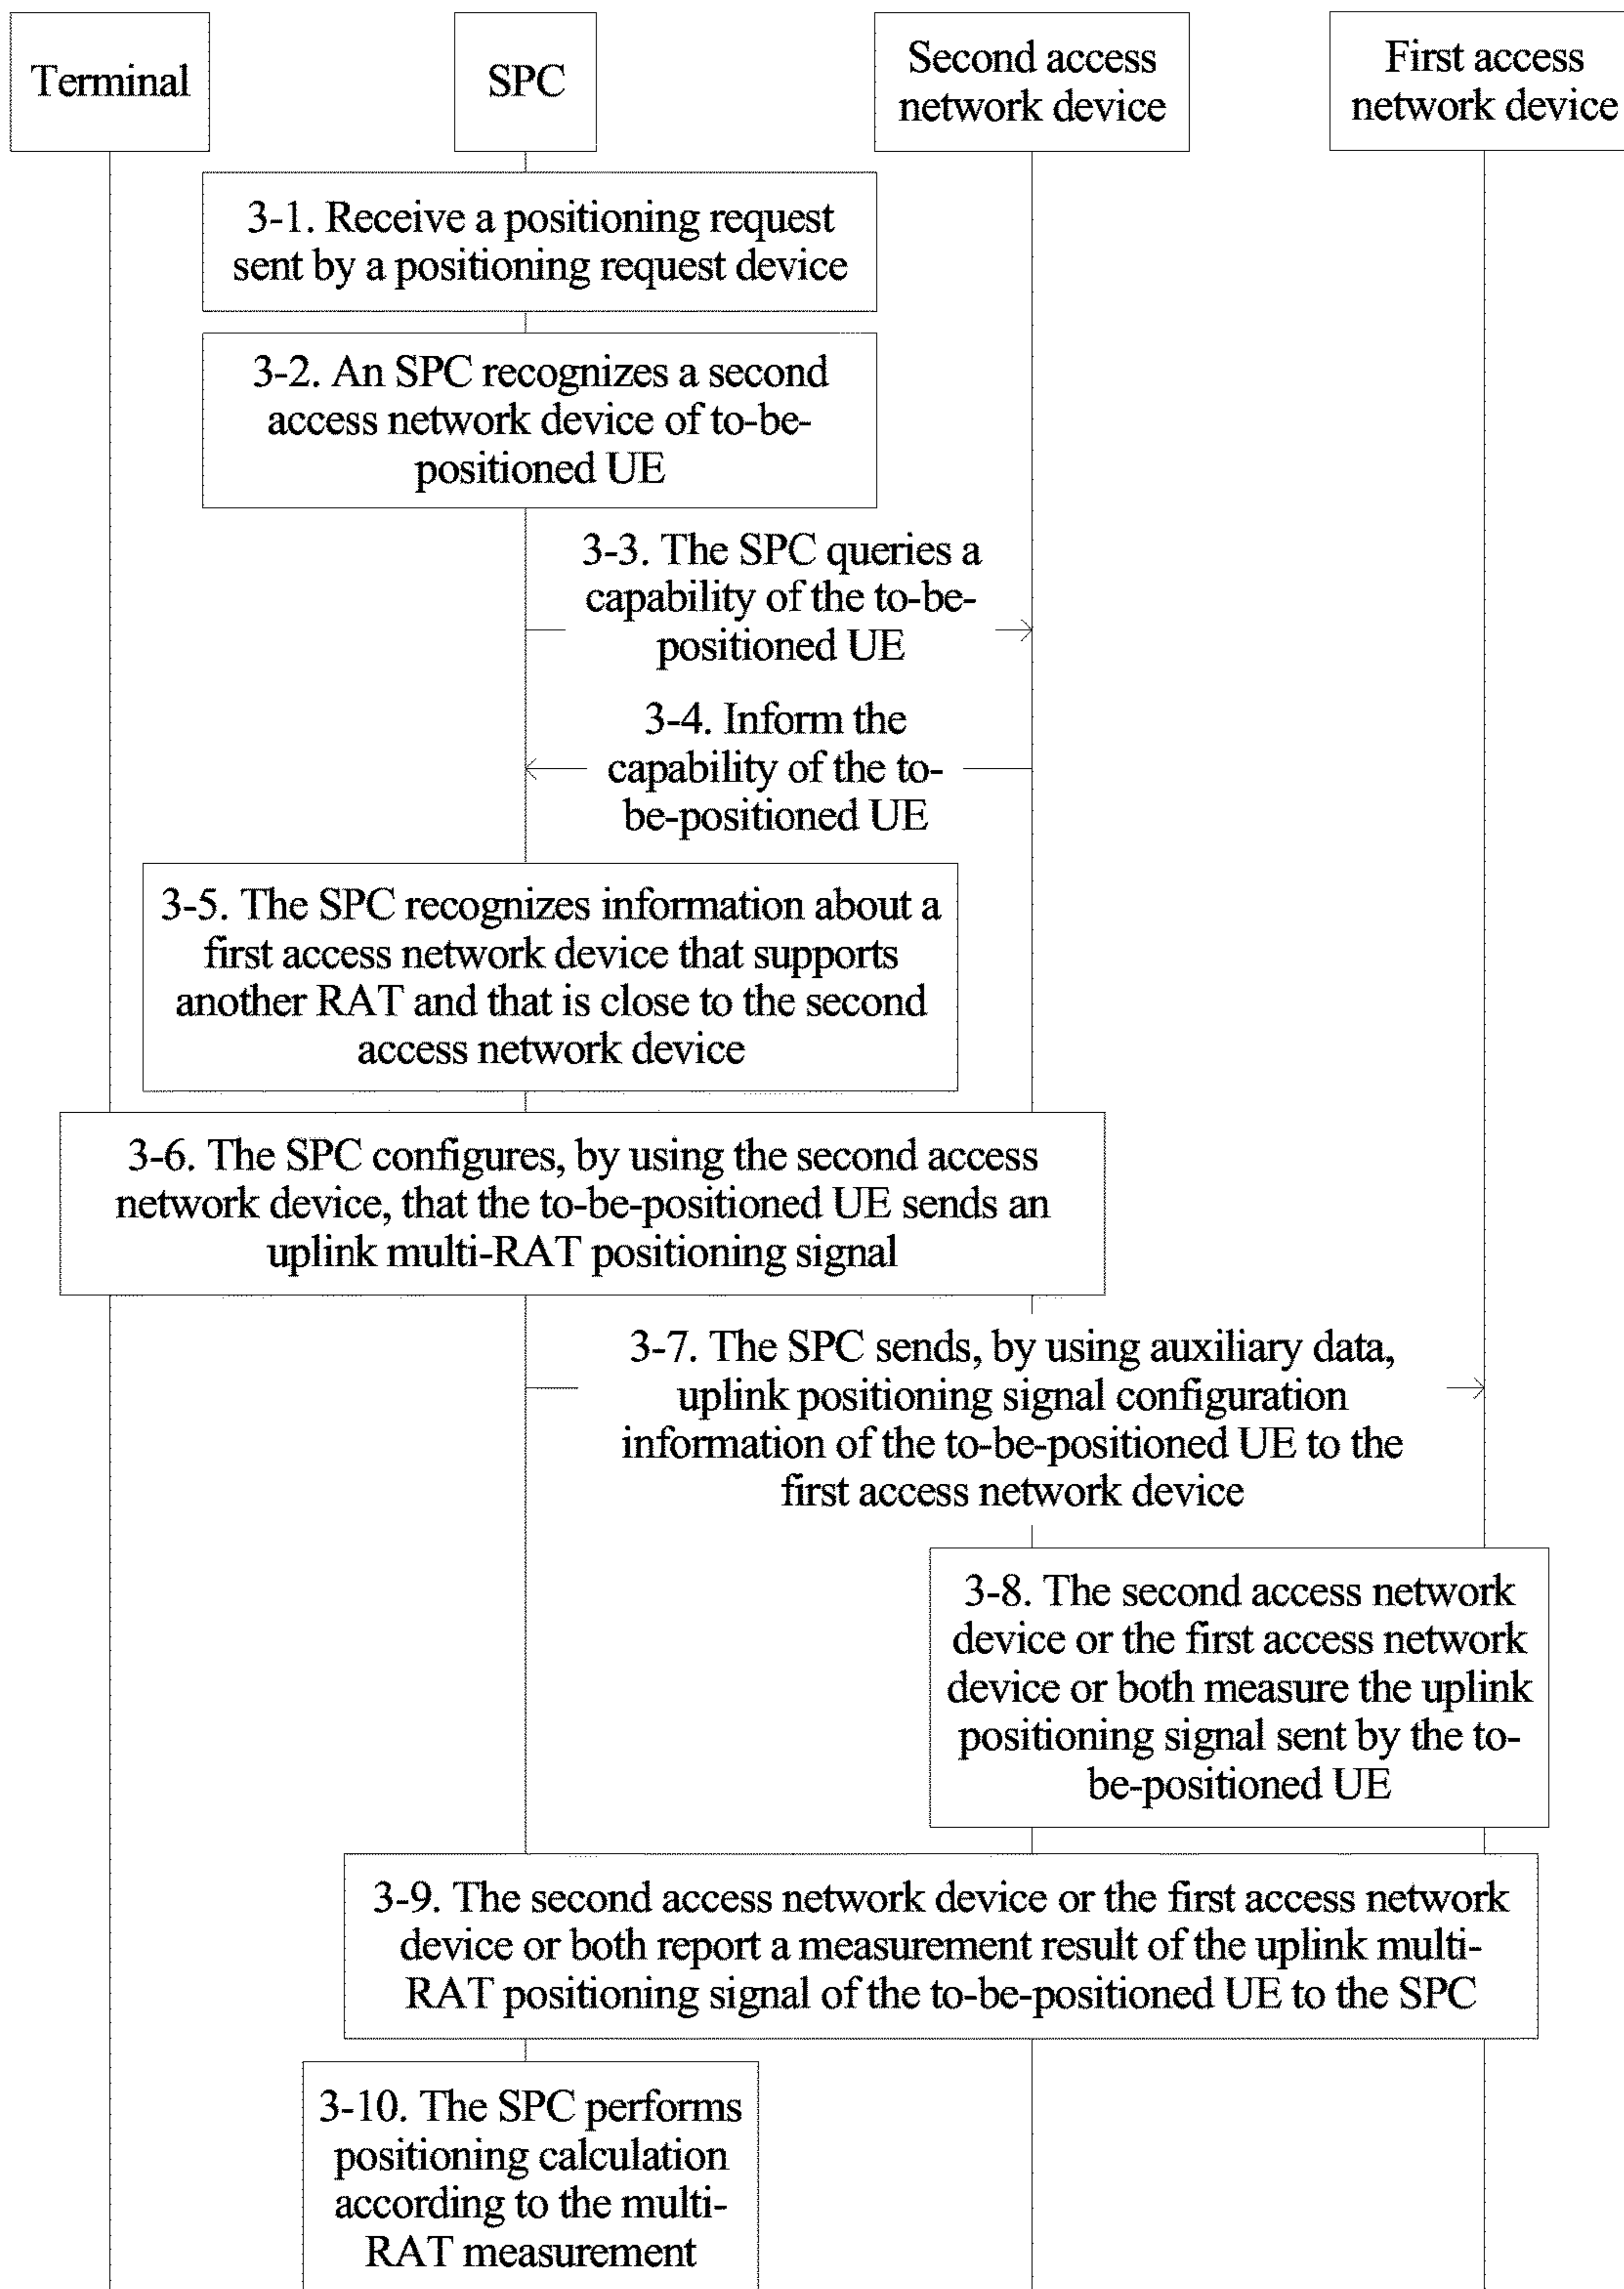 Terminal
SPC
Second access
network device
First access
network device
3-1. Receive a positioning request
sent by a positioning request device
3-2. An SPC recognizes a second
access network device of to-be-
positioned UE
3-3. The SPC queries a
capability of the to-be-
positioned UE
3-4. Inform the
capability of the to-
be-positioned UE
3-5. The SPC recognizes information about a
first access network device that supports
another RAT and that is close to the second
access network device
3-6. The SPC configures, by using the second access
network device, that the to-be-positioned UE sends an
uplink multi-RAT positioning signal
3-7. The SPC sends, by using auxiliary data,
uplink positioning signal configuration
information of the to-be-positioned UE to the
first access network device
3-8. The second access network
device or the first access network
device or both measure the uplink
positioning signal sent by the to-
be-positioned UE
3-9. The second access network device or the first access network
device or both report a measurement result of the uplink multi-
RAT positioning signal of the to-be-positioned UE to the SPC
3-10. The SPC performs
positioning calculation
according to the multi-
RAT measurement